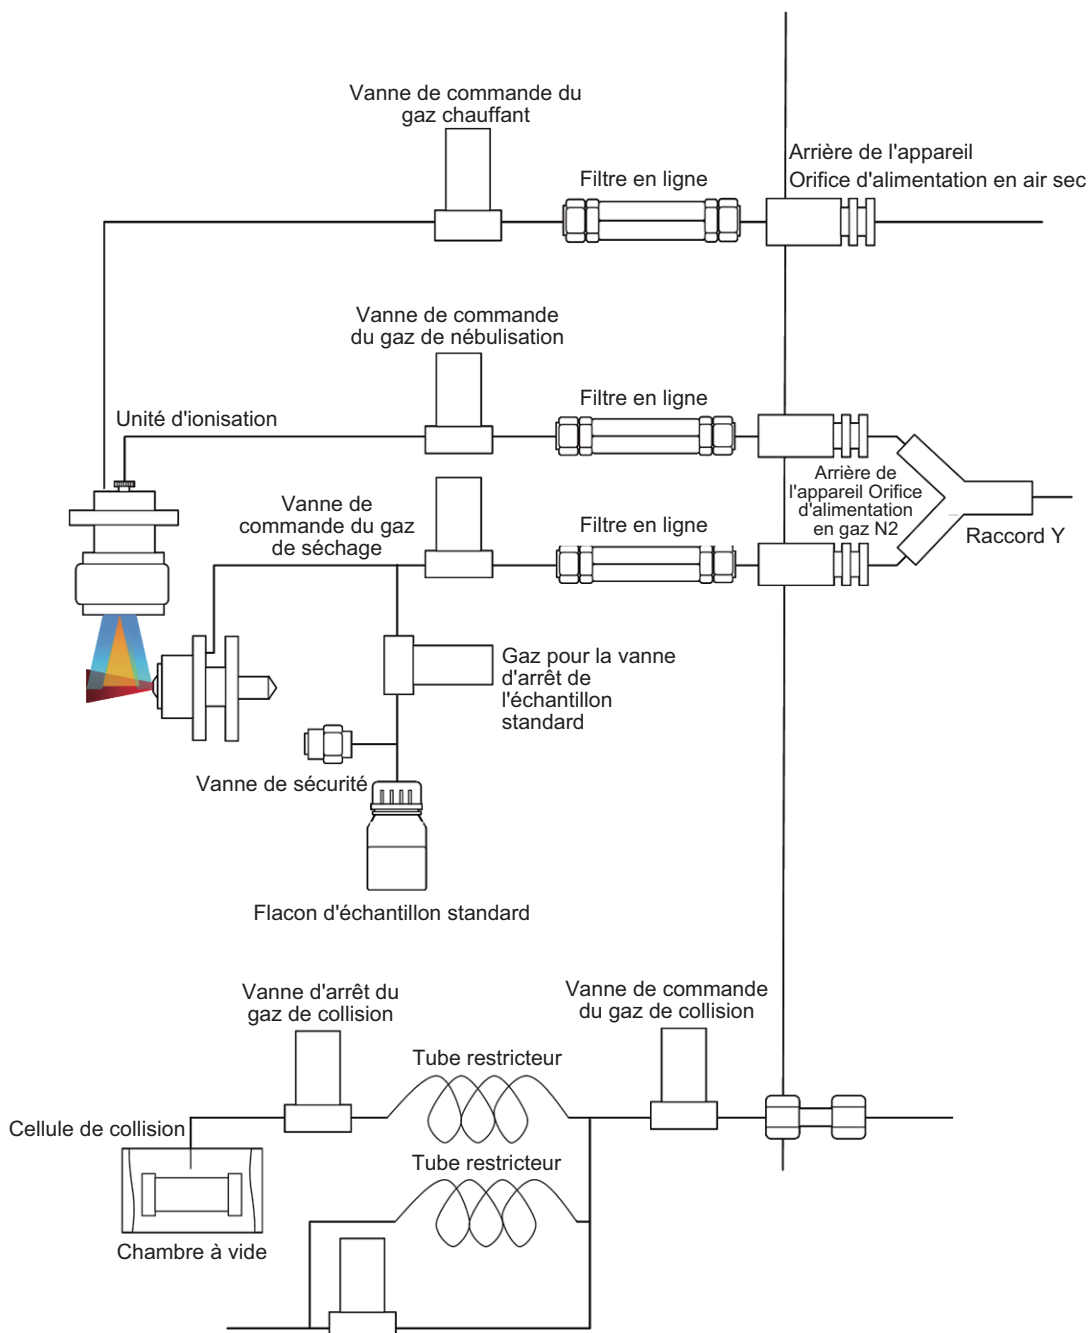 Vanne de commande du
gaz chauffant
Arrière de l'appareil
Orifice d'alimentation en air sec
Filtre en ligne
Vanne de commande
du gaz de nébulisation
Filtre en ligne
Unité d'ionisation
Arrière de
l'appareil Orifice
d'alimentation
en gaz N2
Raccord Y
Vanne de
commande du gaz
de séchage
Filtre en ligne
Gaz pour la vanne
d'arrêt de
l'échantillon
standard
Vanne de sécurité
Flacon d'échantillon standard
Vanne d'arrêt du
gaz de collision
Vanne de commande
du gaz de collision
Tube restricteur
Cellule de collision
Tube restricteur
Chambre à vide